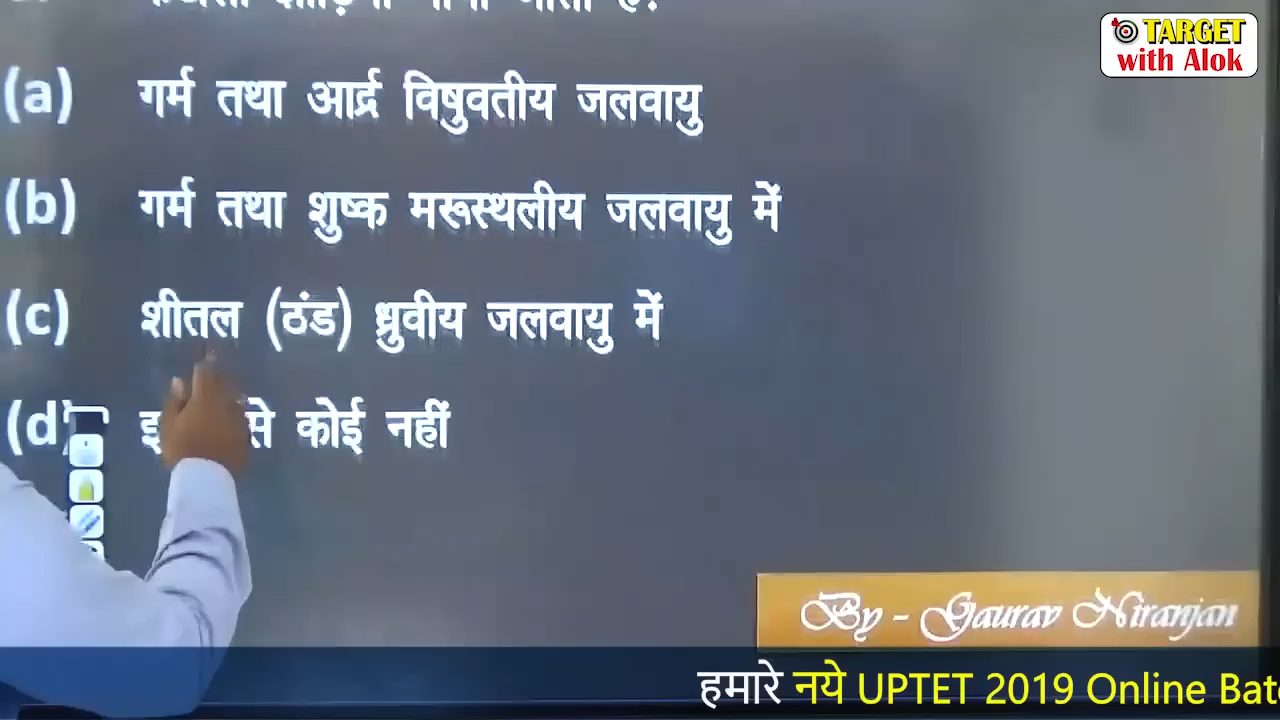 TARGET
with Alok
(a) गर्म तथा आर्द्र विषुवतीय जलवायु
(b) गर्म तथा शुष्क मरूस्थलीय जलवायु में
(c) शीतल (ठंड) ध्रुवीय जलवायु में
(d) से कोई नहीं
By - Gaurav Niranjan
हमारे नये UPTET 2019 Online Bat